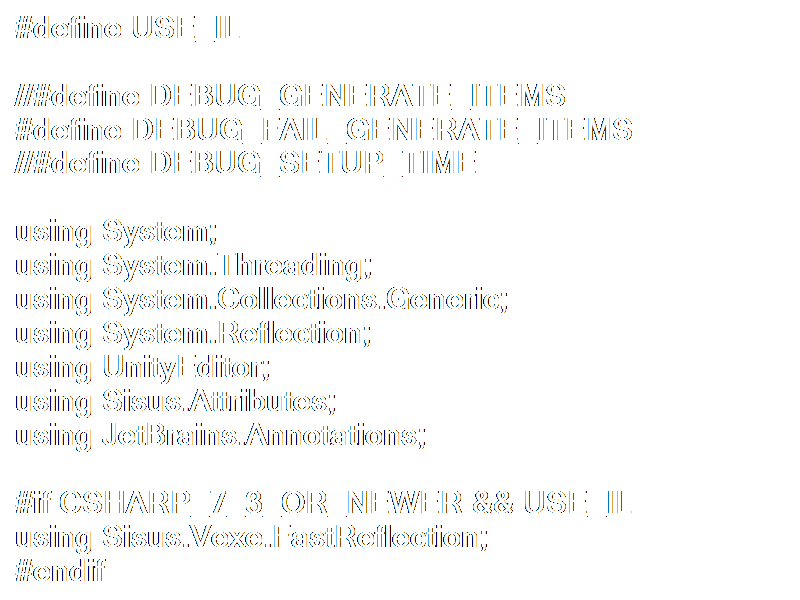 #define USE_IL

//#define DEBUG_GENERATE_ITEMS
#define DEBUG_FAIL_GENERATE_ITEMS
//#define DEBUG_SETUP_TIME

using System;
using System.Threading;
using System.Collections.Generic;
using System.Reflection;
using UnityEditor;
using Sisus.Attributes;
using JetBrains.Annotations;

#if CSHARP_7_3_OR_NEWER && USE_IL
using Sisus.Vexe.FastReflection;
#endif